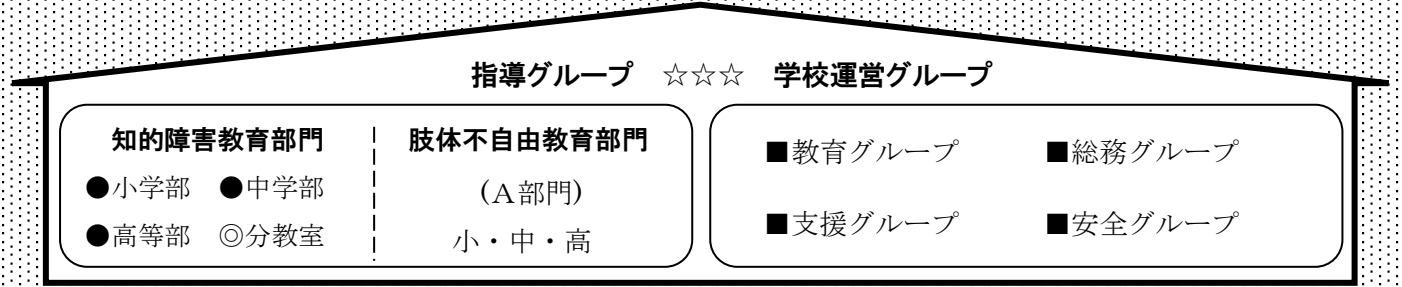 指導グループ　☆☆☆　学校運営グループ
知的障害教育部門
●小学部　●中学部
●高等部　◎分教室
肢体不自由教育部門
(Ａ部門)
小・中・高
■教育グループ　　■総務グループ
■支援グループ　　■安全グループ